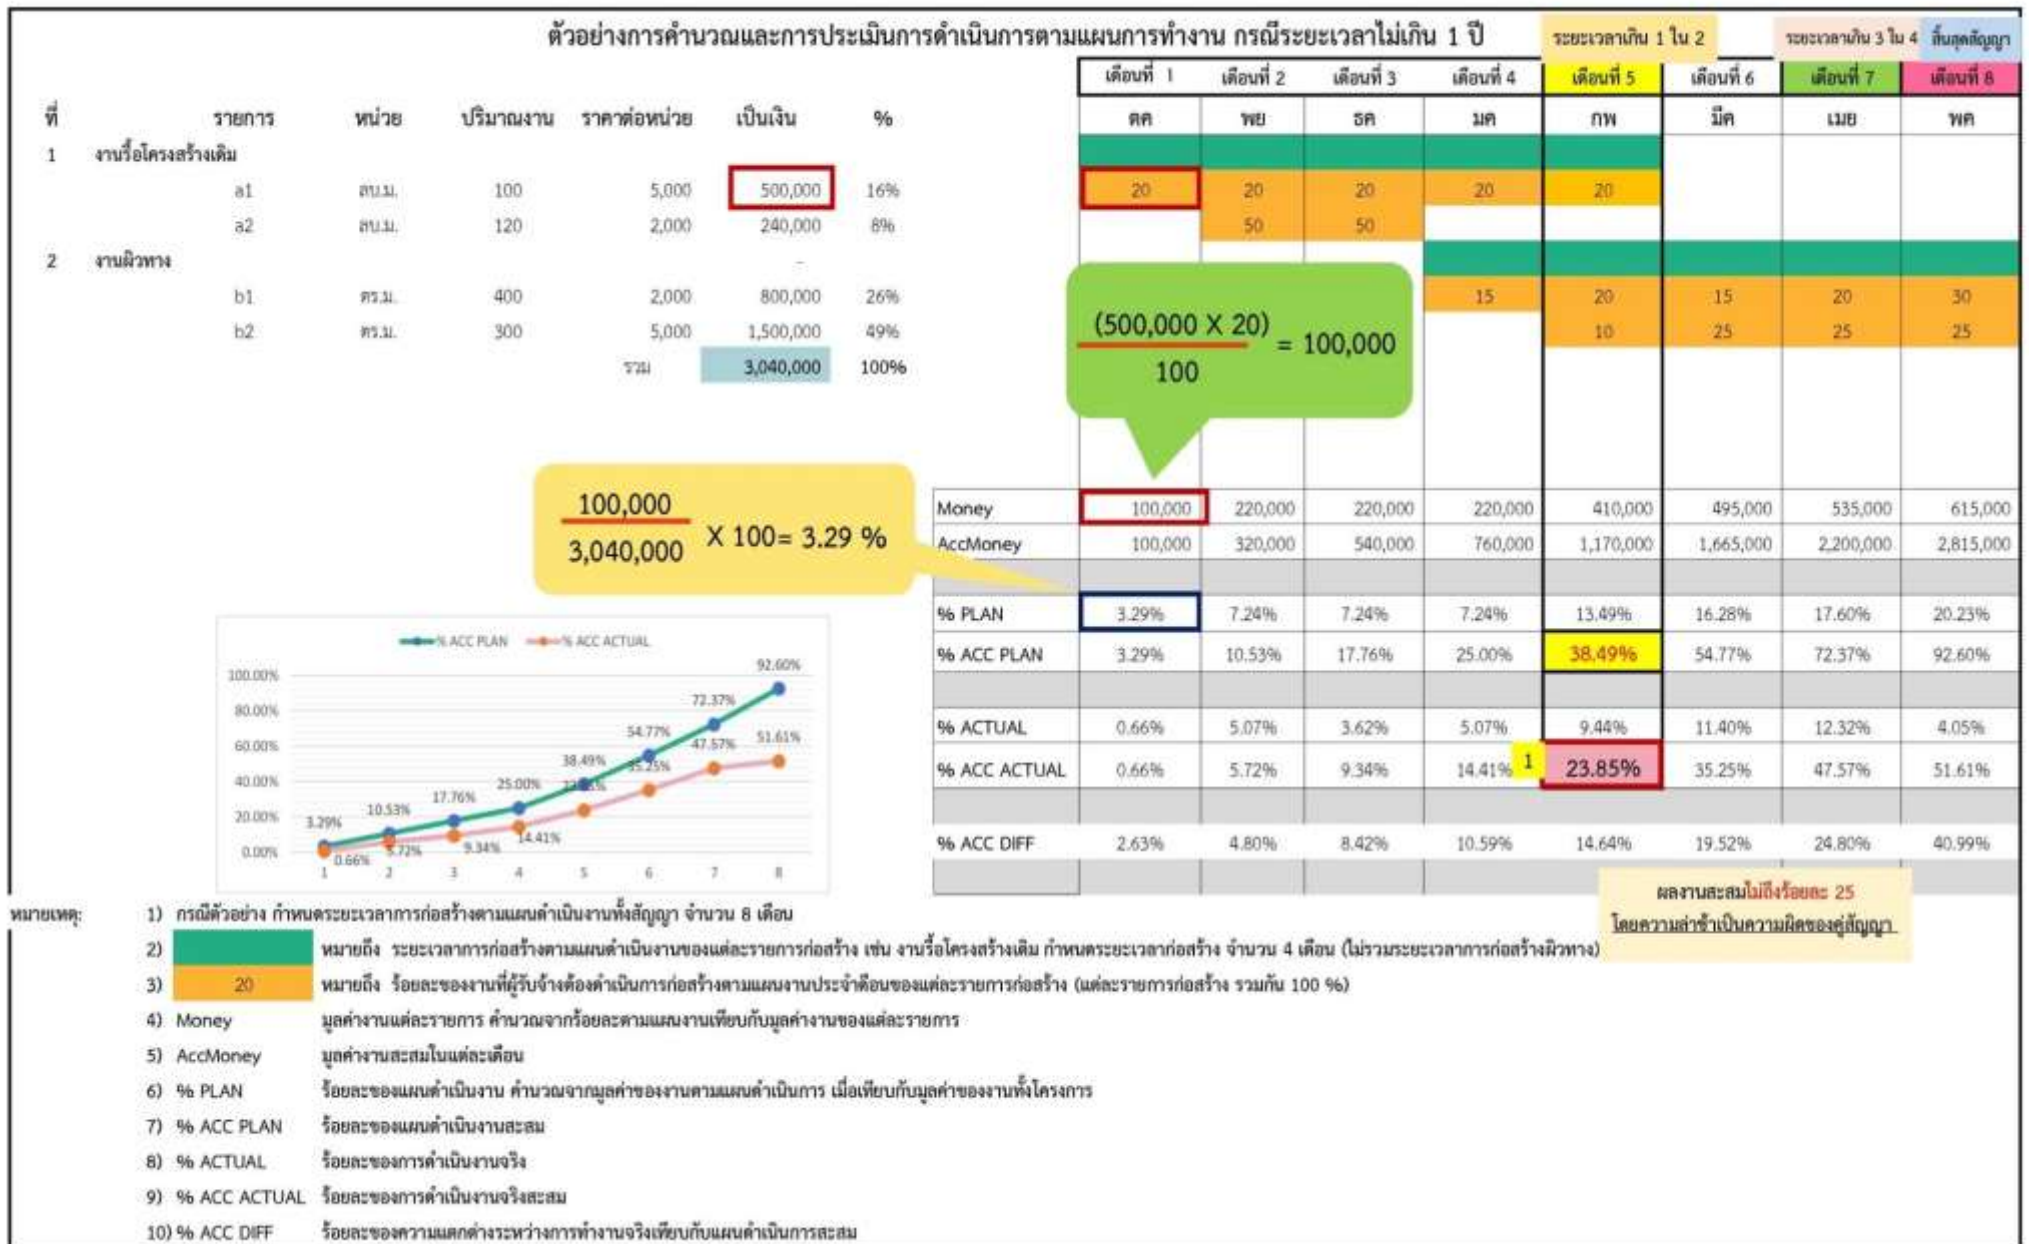 ตัวอย่างการคำนวณและการประเมินการดำเนินการตามแผนการทำงาน กรณีระยะเวลาไม่เกิน 1 ปี
ระยะเวลาเกิน 1 ใน 2
ระยะเวลาเกิน 3 ใน 4
สิ้นสุดสัญญา
เดือนที่ 1 เดือนที่ 2 เดือนที่ 3 เดือนที่ 4 เดือนที่ 5 เดือนที่ 6 เดือนที่ 7 เดือนที่ 8
ที่ รายการ หน่วย ปริมาณงาน ราคาต่อหน่วย เป็นเงิน % ตค พย ธค มค กพ มีค เมย พค
1 งานรื้อโครงสร้างเดิม
a1 ลบ.ม. 100 5,000 500,000 16% 20 20 20 20 20
a2 ลบ.ม. 120 2,000 240,000 8% 50 50
2 งานผิวทาง -
b1 ตร.ม. 400 2,000 800,000 26% 15 20 15 20 30
b2 ตร.ม. 300 5,000 1,500,000 49% 10 25 25 25
รวม 3,040,000 100%
(500,000 X 20)
= 100,000
100
100,000
X 100= 3.29 %
3,040,000
Money 100,000 220,000 220,000 220,000 410,000 495,000 535,000 615,000
AccMoney 100,000 320,000 540,000 760,000 1,170,000 1,665,000 2,200,000 2,815,000
% PLAN 3.29% 7.24% 7.24% 7.24% 13.49% 16.28% 17.60% 20.23%
% ACC PLAN 3.29% 10.53% 17.76% 25.00% 38.49% 54.77% 72.37% 92.60%
% ACTUAL 0.66% 5.07% 3.62% 5.07% 9.44% 11.40% 12.32% 4.05%
% ACC ACTUAL 0.66% 5.72% 9.34% 14.41% 1 23.85% 35.25% 47.57% 51.61%
% ACC DIFF 2.63% 4.80% 8.42% 10.59% 14.64% 19.52% 24.80% 40.99%
% ACC PLAN % ACC ACTUAL
100.00%
80.00%
60.00%
40.00%
20.00%
0.00%
3.29% 10.53% 17.76% 25.00% 38.49% 54.77% 72.37% 92.60%
0.66% 5.72% 9.34% 14.41% 35.25% 47.57% 51.61%
1 2 3 4 5 6 7 8
ผลงานสะสมไม่ถึงร้อยละ 25
โดยความล่าช้าเป็นความผิดของคู่สัญญา
หมายเหตุ: 1) กรณีตัวอย่าง กำหนดระยะเวลาการก่อสร้างตามแผนดำเนินงานทั้งสัญญา จำนวน 8 เดือน
2) หมายถึง ระยะเวลาการก่อสร้างตามแผนดำเนินงานของแต่ละรายการก่อสร้าง เช่น งานรื้อโครงสร้างเดิม กำหนดระยะเวลาก่อสร้าง จำนวน 4 เดือน (ไม่รวมระยะเวลาการก่อสร้างผิวทาง)
3) 20 หมายถึง ร้อยละของงานที่ผู้รับจ้างต้องดำเนินการก่อสร้างตามแผนงานประจำเดือนของแต่ละรายการก่อสร้าง (แต่ละรายการก่อสร้าง รวมกัน 100 %)
4) Money มูลค่างานแต่ละรายการ คำนวณจากร้อยละตามแผนงานเทียบกับมูลค่างานของแต่ละรายการ
5) AccMoney มูลค่างานสะสมในแต่ละเดือน
6) % PLAN ร้อยละของแผนดำเนินงาน คำนวณจากมูลค่าของงานตามแผนดำเนินการ เมื่อเทียบกับมูลค่าของงานทั้งโครงการ
7) % ACC PLAN ร้อยละของแผนดำเนินงานสะสม
8) % ACTUAL ร้อยละของการดำเนินงานจริง
9) % ACC ACTUAL ร้อยละของการดำเนินงานจริงสะสม
10) % ACC DIFF ร้อยละของความแตกต่างระหว่างการทำงานจริงเทียบกับแผนดำเนินการสะสม